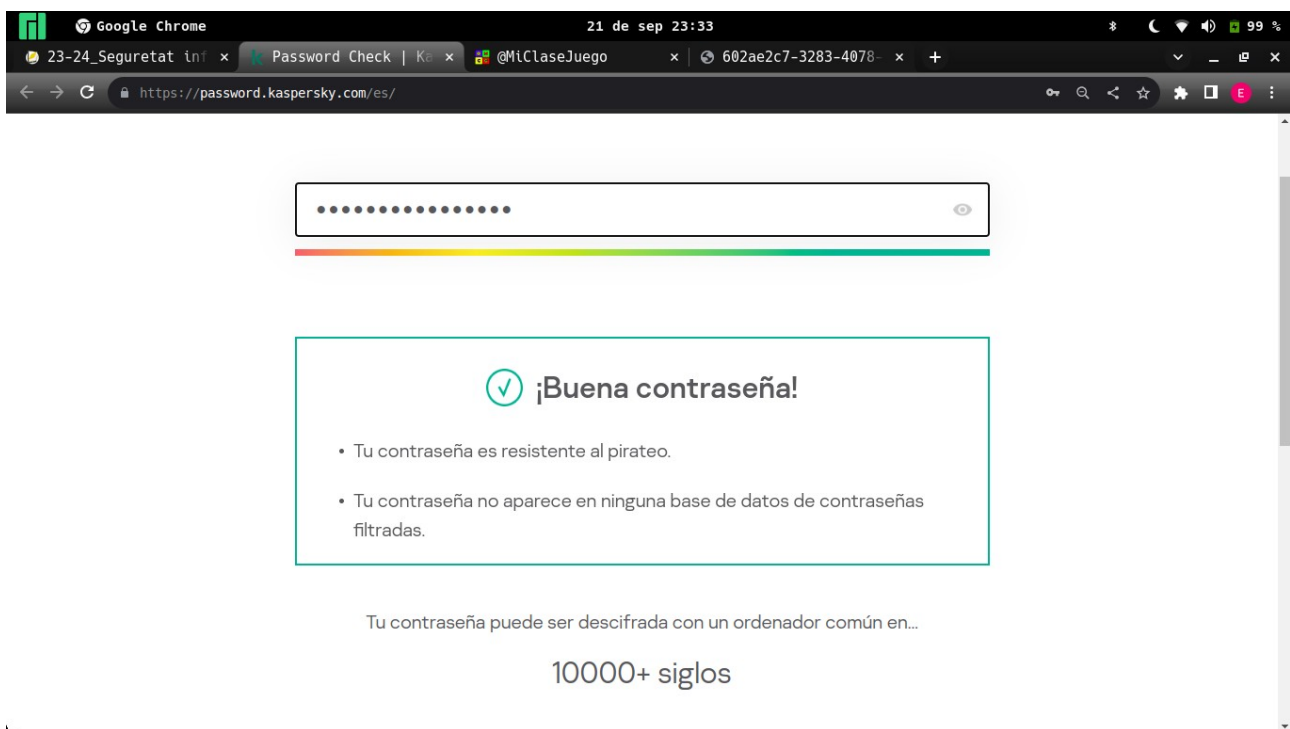 Google Chrome 21 de sep 23:33 99 %
23-24_Seguretat inf Password Check | Ka @MiClaseJuego 602ae2c7-3283-4078-
https://password.kaspersky.com/es/ E
••••••••••••••••
¡Buena contraseña!
• Tu contraseña es resistente al pirateo.
• Tu contraseña no aparece en ninguna base de datos de contraseñas
filtradas.
Tu contraseña puede ser descifrada con un ordenador común en...
10000+ siglos